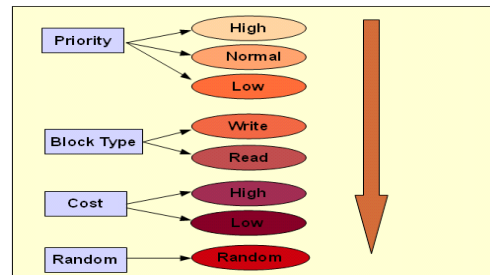 Priority
High
Normal
Low
Block Type
Write
Read
Cost
High
Low
Random
Random